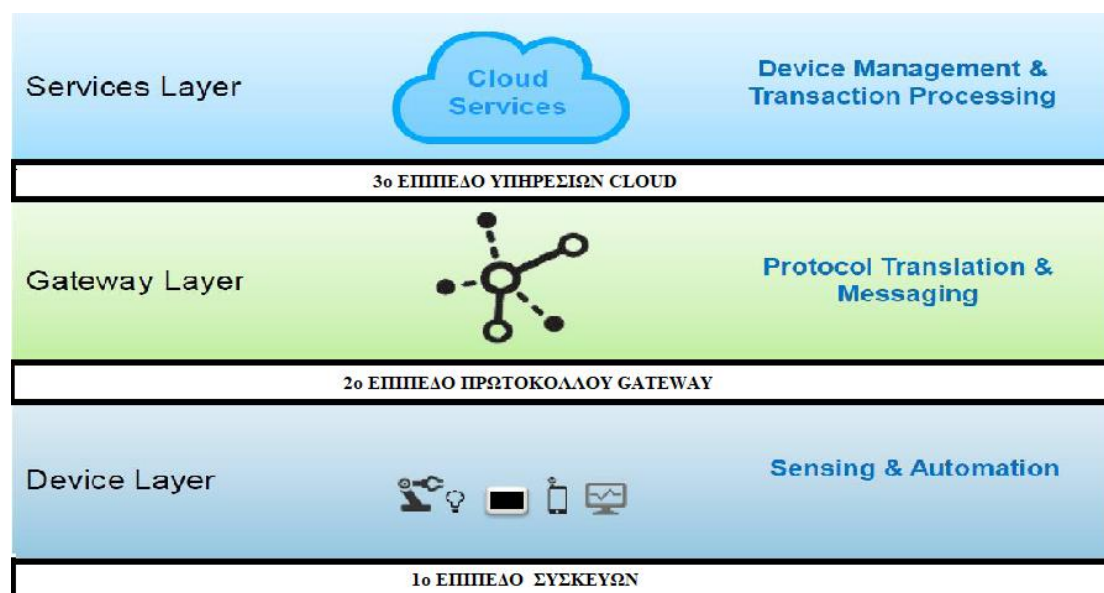 Services Layer
Cloud
Services
Device Management &
Transaction Processing
3ο ΕΠΙΠΕΔΟ ΥΠΗΡΕΣΙΩΝ CLOUD
Gateway Layer
Protocol Translation &
Messaging
2ο ΕΠΙΠΕΔΟ ΠΡΩΤΟΚΟΛΛΟΥ GATEWAY
Device Layer
Sensing & Automation
1ο ΕΠΙΠΕΔΟ ΣΥΣΚΕΥΩΝ